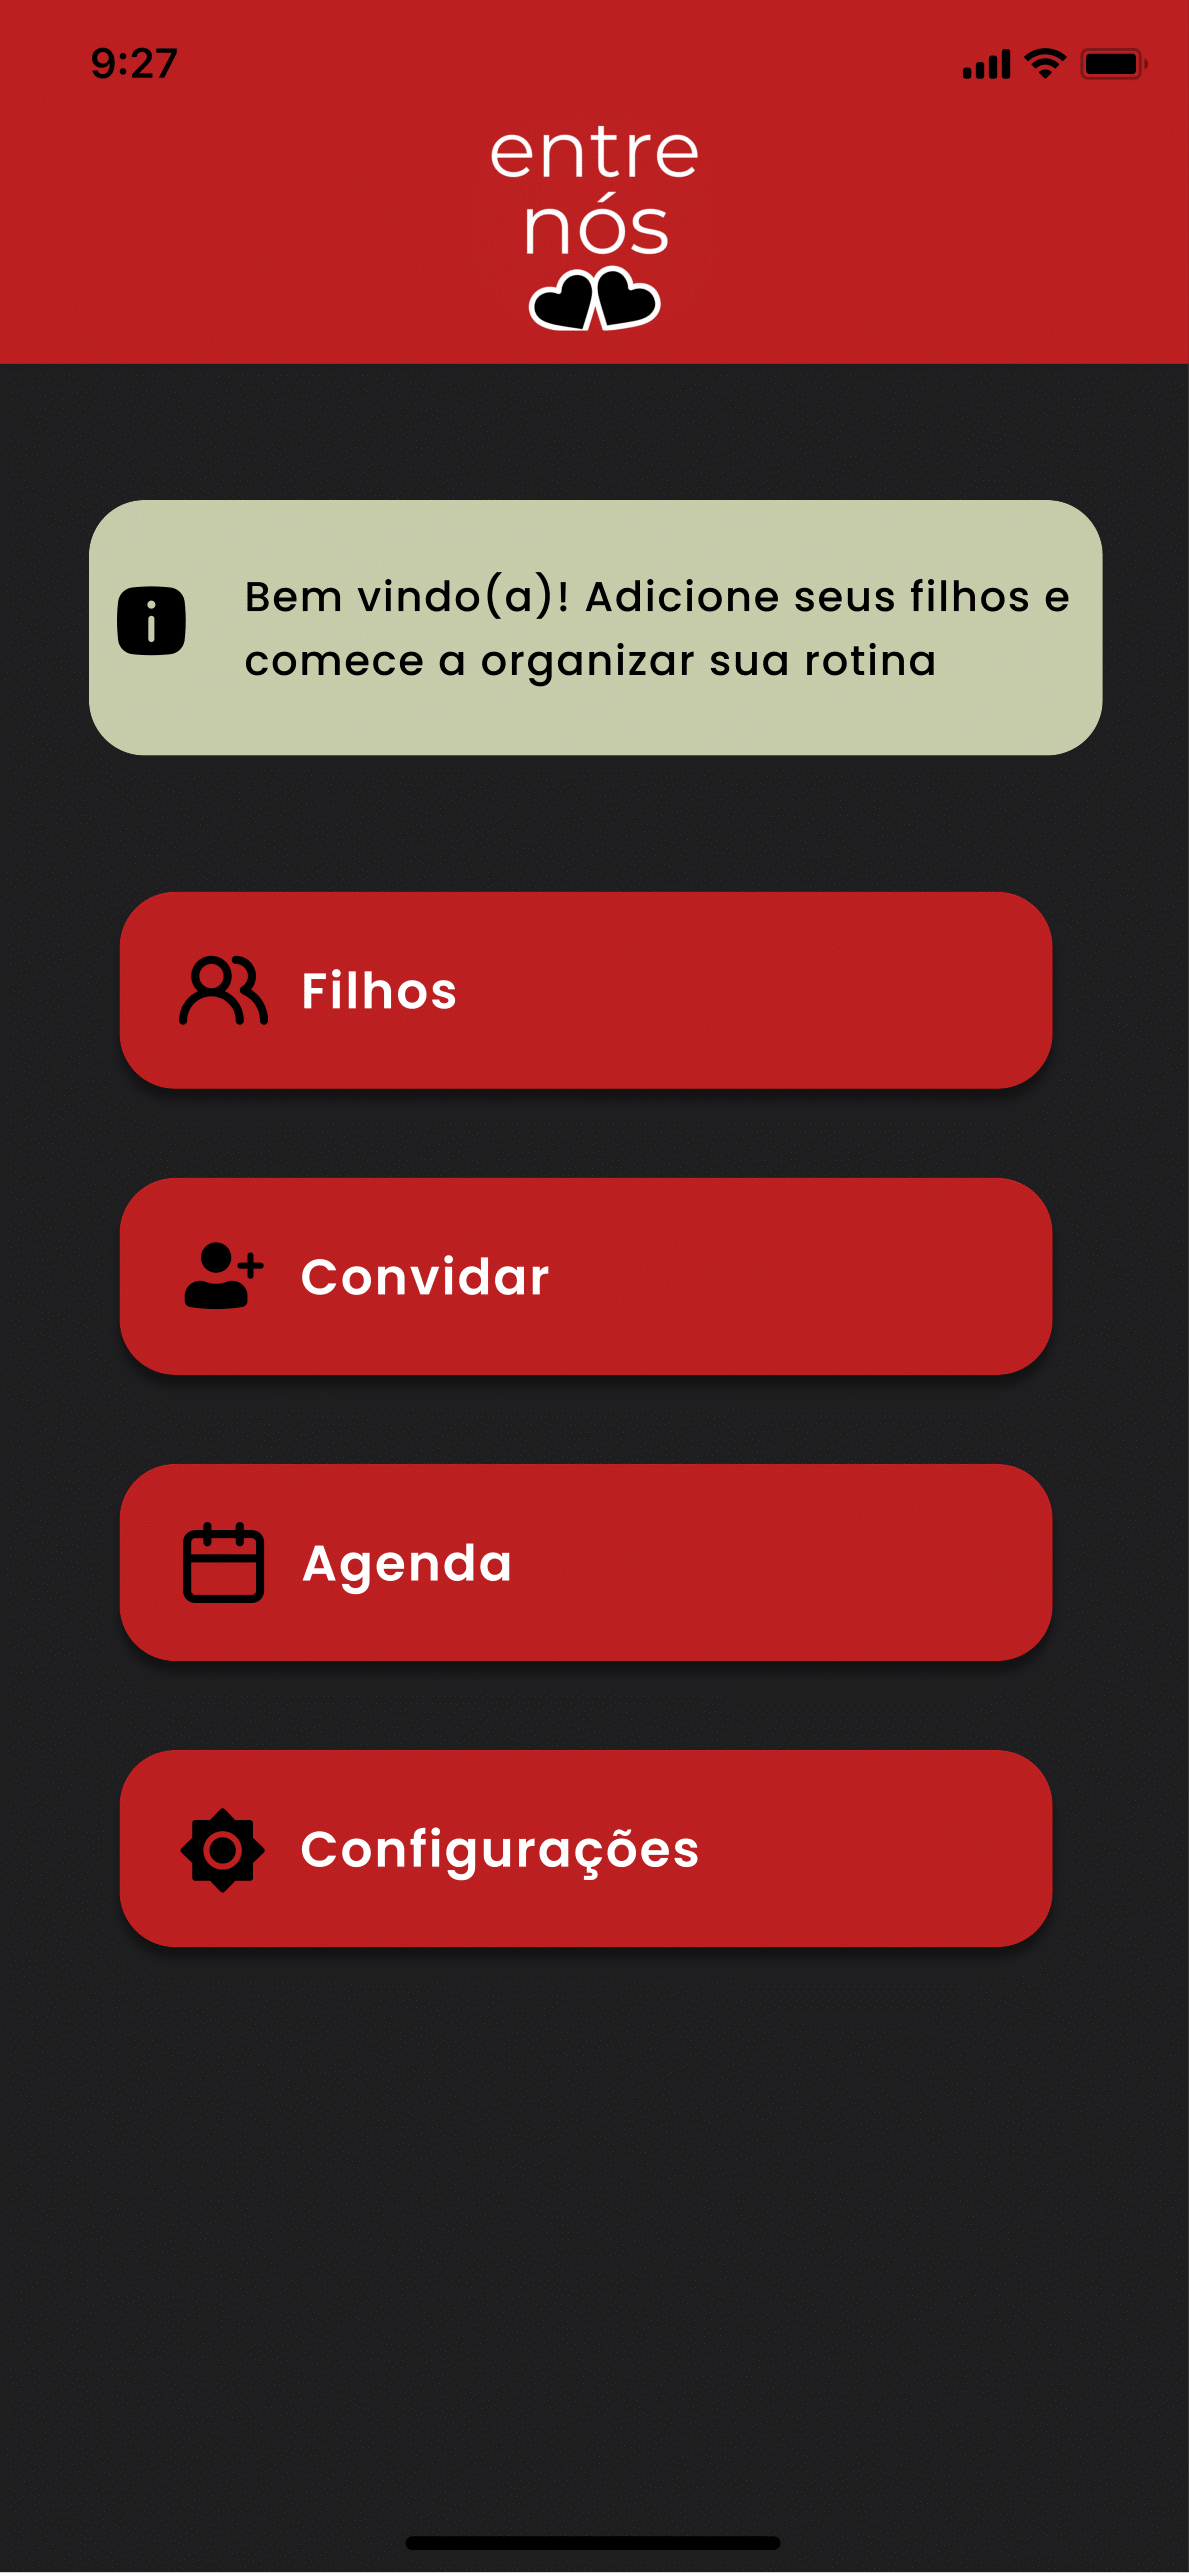 9:27
entre
nós
Bem vindo(a)! Adicione seus filhos e
comece a organizar sua rotina
Filhos
Convidar
Agenda
Configurações